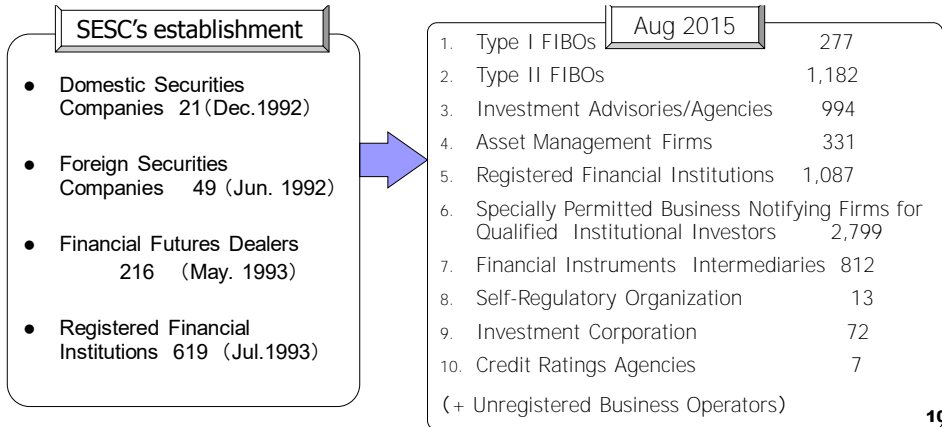 SESC's establishment
● Domestic Securities
Companies 21(Dec.1992)
● Foreign Securities
Companies 49 (Jun. 1992)
● Financial Futures Dealers
216 (May. 1993)
● Registered Financial
Institutions 619 (Jul.1993)
Aug 2015
1. Type I FIBOs 277
2. Type II FIBOs 1,182
3. Investment Advisories/Agencies 994
4. Asset Management Firms 331
5. Registered Financial Institutions 1,087
6. Specially Permitted Business Notifying Firms for
Qualified Institutional Investors 2,799
7. Financial Instruments Intermediaries 812
8. Self-Regulatory Organization 13
9. Investment Corporation 72
10. Credit Ratings Agencies 7
(+ Unregistered Business Operators)